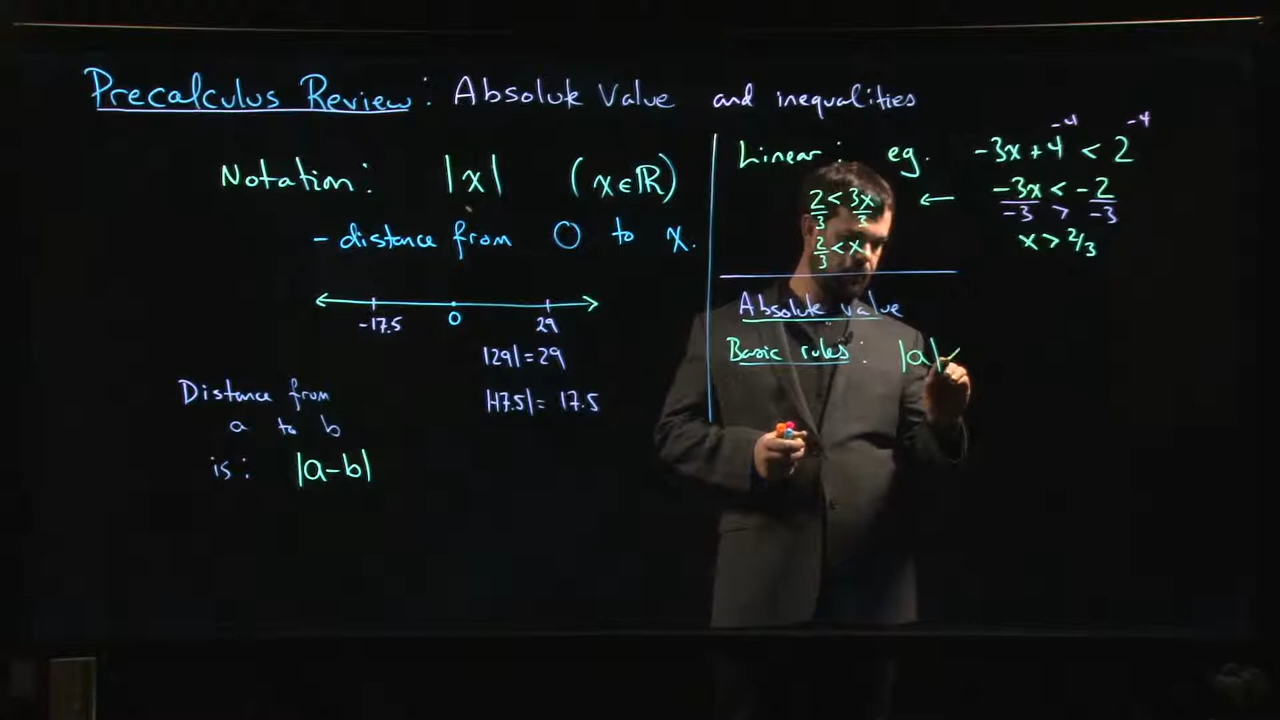 Precalculus Review: Absolute Value and inequalities
Notation: |x| (x∈ℝ)
- distance from 0 to x.
-17.5 0 29
|29| = 29
|-17.5| = 17.5
Distance from
a to b
is: |a-b|
Linear: eg. -3x+4 < 2
-4 -4
-3x < -2
-3 > -3
x > 2/3
2 < 3x ←
3 3
2/3 < x
Absolute value
Basic rules: |a| <